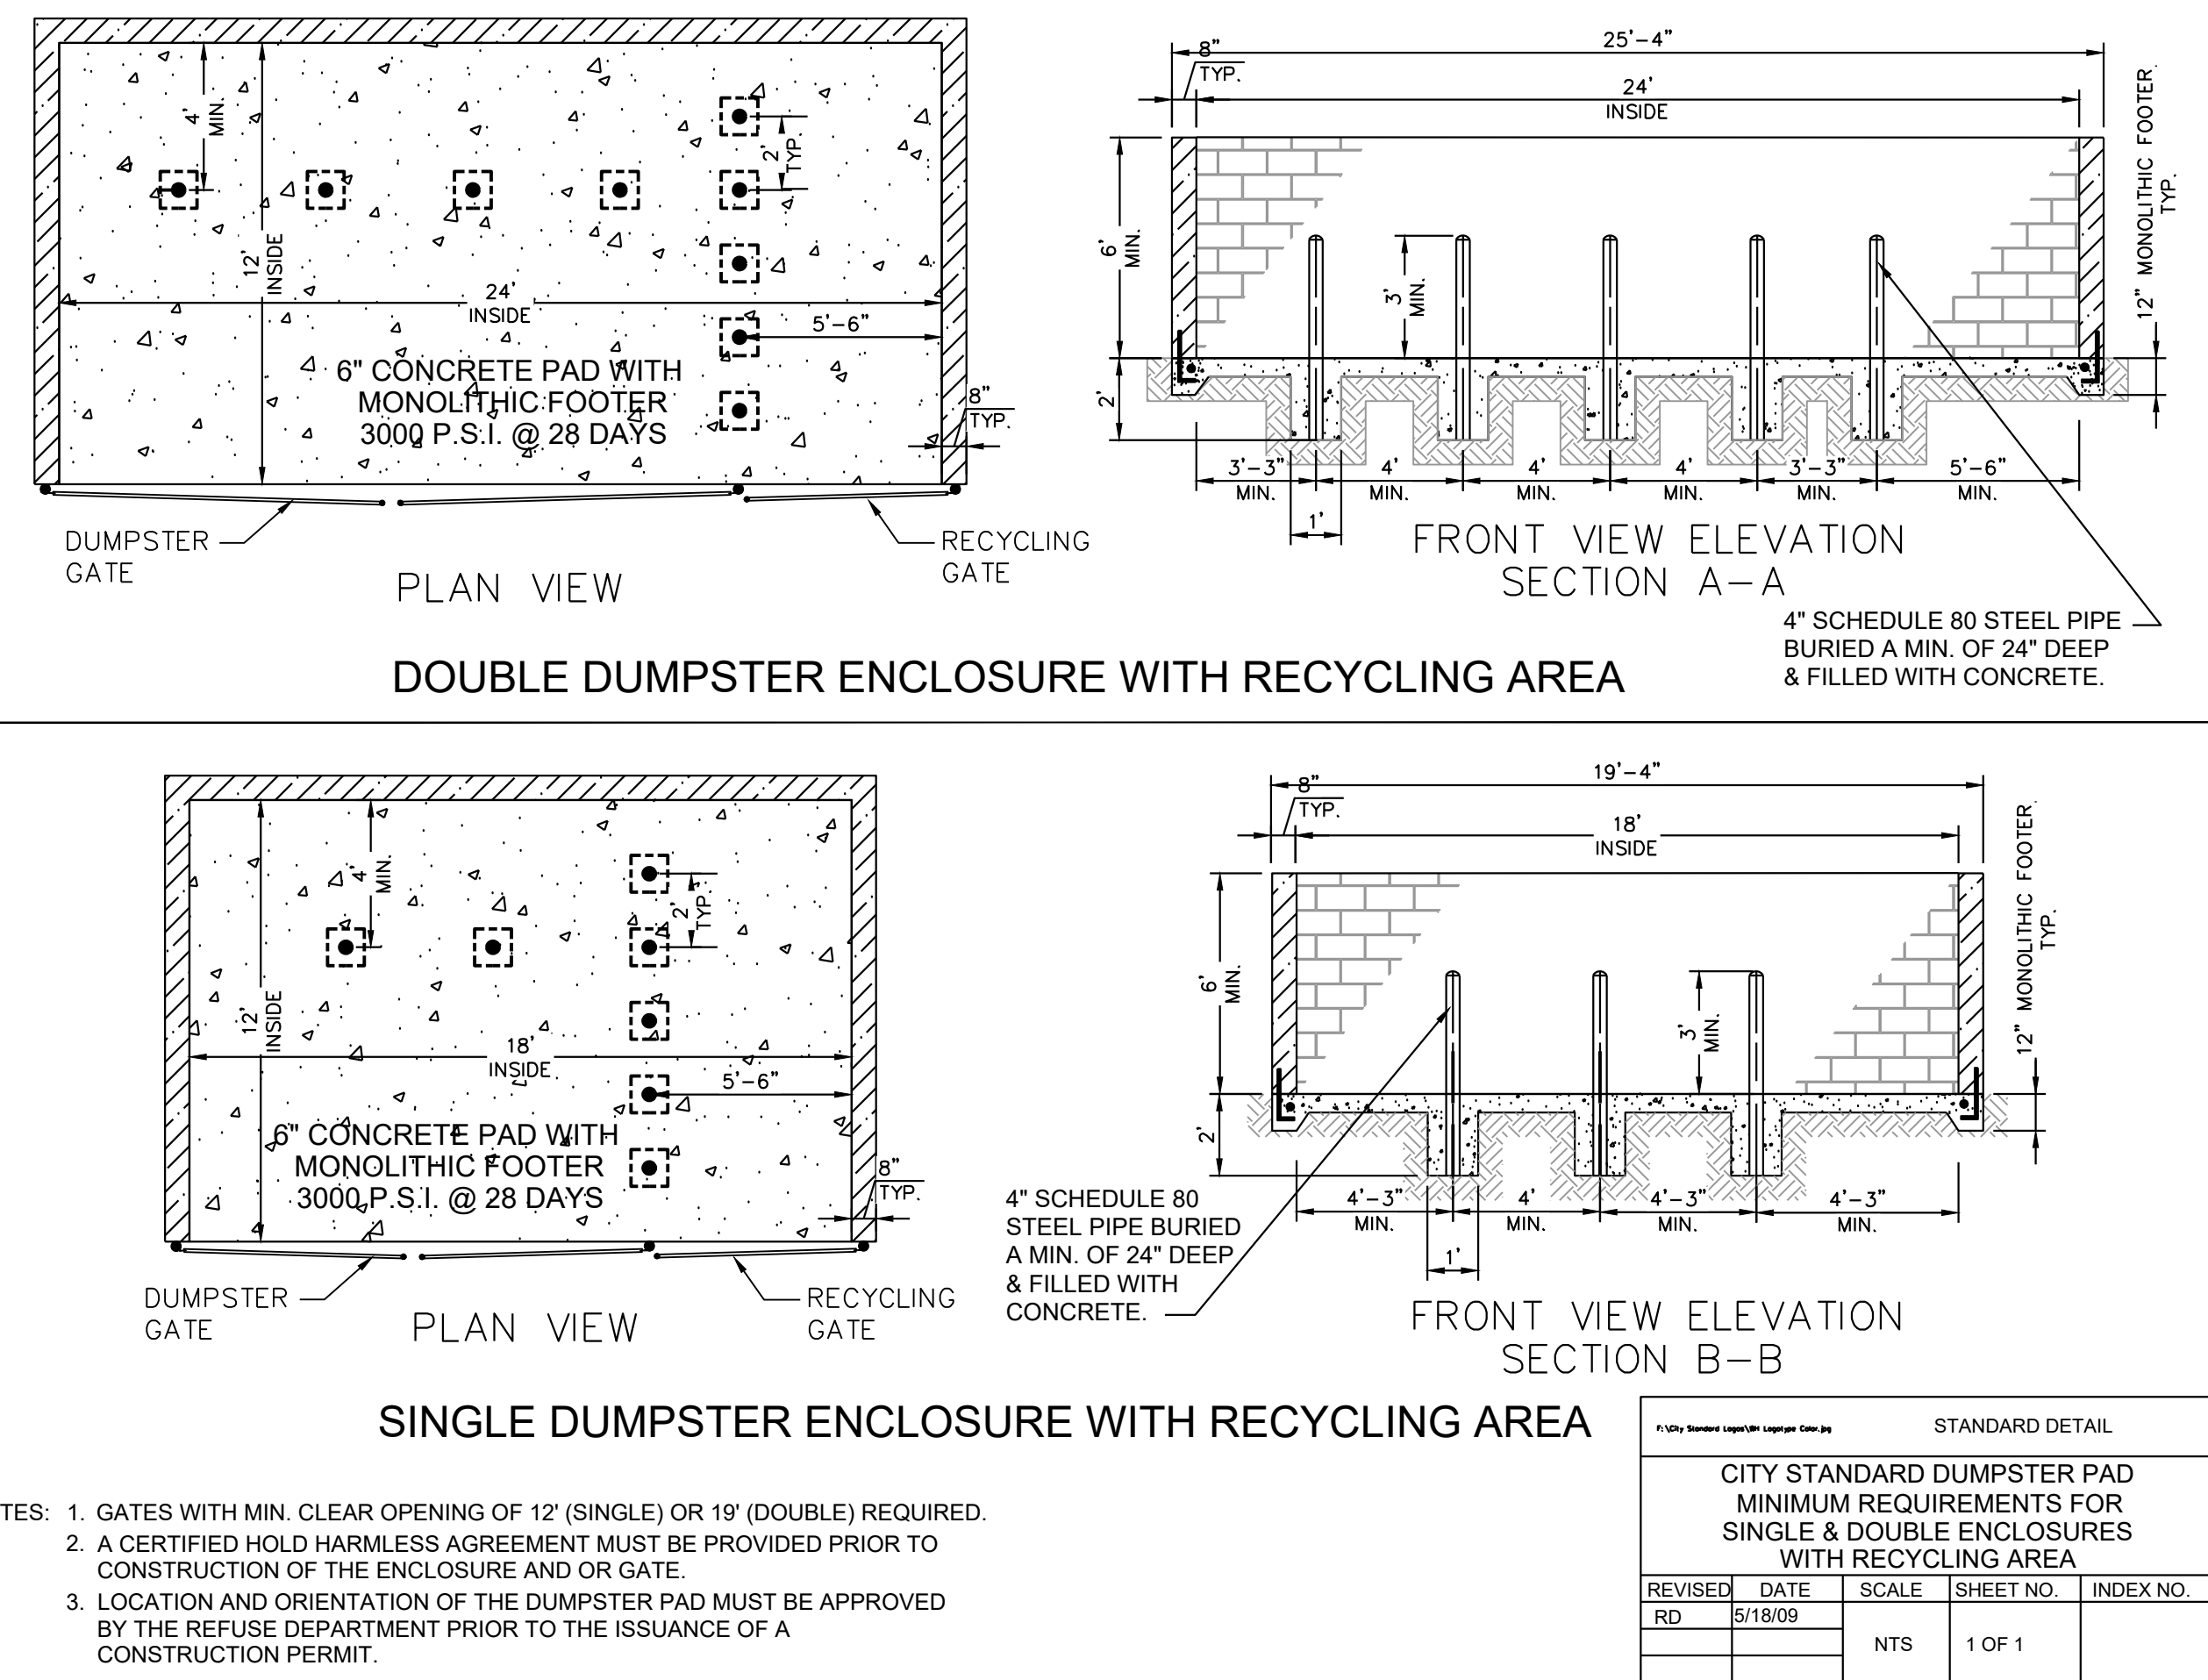 4'
MIN.
12'
INSIDE
2'
TYP.
24'
INSIDE
5'-6"
6" CONCRETE PAD WITH
MONOLITHIC FOOTER
3000 P.S.I. @ 28 DAYS
8"
TYP.
DUMPSTER
GATE
RECYCLING
GATE
PLAN VIEW
25'-4"
8"
TYP.
24'
INSIDE
6'
MIN.
3'
MIN.
2'
12" MONOLITHIC FOOTER
TYP.
3'-3"
MIN.
4'
MIN.
4'
MIN.
4'
MIN.
3'-3"
MIN.
5'-6"
MIN.
1'
FRONT VIEW ELEVATION
SECTION A-A
4" SCHEDULE 80 STEEL PIPE
BURIED A MIN. OF 24" DEEP
& FILLED WITH CONCRETE.
DOUBLE DUMPSTER ENCLOSURE WITH RECYCLING AREA
4'
MIN.
12'
INSIDE
2'
TYP.
18'
INSIDE
5'-6"
6" CONCRETE PAD WITH
MONOLITHIC FOOTER
3000 P.S.I. @ 28 DAYS
8"
TYP.
DUMPSTER
GATE
RECYCLING
GATE
PLAN VIEW
19'-4"
8"
TYP.
18'
INSIDE
6'
MIN.
3'
MIN.
2'
12" MONOLITHIC FOOTER
TYP.
4'-3"
MIN.
4'
MIN.
4'-3"
MIN.
4'-3"
MIN.
1'
4" SCHEDULE 80
STEEL PIPE BURIED
A MIN. OF 24" DEEP
& FILLED WITH
CONCRETE.
FRONT VIEW ELEVATION
SECTION B-B
SINGLE DUMPSTER ENCLOSURE WITH RECYCLING AREA
TES: 1. GATES WITH MIN. CLEAR OPENING OF 12' (SINGLE) OR 19' (DOUBLE) REQUIRED.
2. A CERTIFIED HOLD HARMLESS AGREEMENT MUST BE PROVIDED PRIOR TO
CONSTRUCTION OF THE ENCLOSURE AND OR GATE.
3. LOCATION AND ORIENTATION OF THE DUMPSTER PAD MUST BE APPROVED
BY THE REFUSE DEPARTMENT PRIOR TO THE ISSUANCE OF A
CONSTRUCTION PERMIT.
F:\City Standard Logos\ Logotype Color.jpg
STANDARD DETAIL
CITY STANDARD DUMPSTER PAD
MINIMUM REQUIREMENTS FOR
SINGLE & DOUBLE ENCLOSURES
WITH RECYCLING AREA
REVISED DATE SCALE SHEET NO. INDEX NO.
RD 5/18/09
NTS 1 OF 1